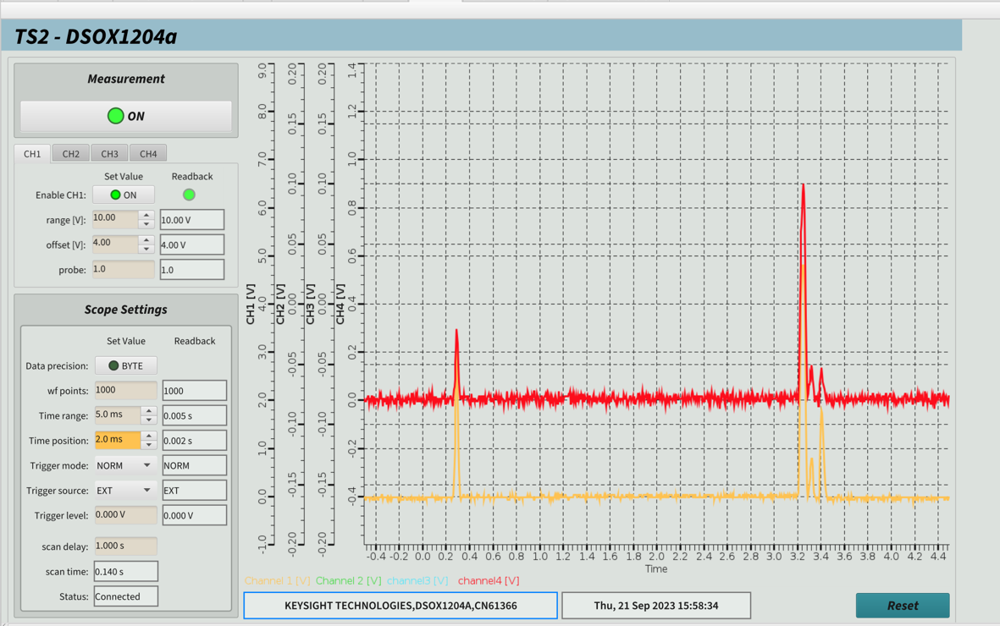 TS2 - DSOX1204a
Measurement
ON
CH1 CH2 CH3 CH4
Set Value Readback
Enable CH1: ON
range [V]: 10.00 10.00 V
offset [V]: 4.00 4.00 V
probe: 1.0 1.0
Scope Settings
Set Value Readback
Data precision: BYTE
wf points: 1000 1000
Time range: 5.0 ms 0.005 s
Time position: 2.0 ms 0.002 s
Trigger mode: NORM NORM
Trigger source: EXT EXT
Trigger level: 0.000 V 0.000 V
scan delay: 1.000 s
scan time: 0.140 s
Status: Connected
CH1 [V]
9.0 8.0 7.0 6.0 5.0 4.0 3.0 2.0 1.0 0.0 -1.0
CH2 [V]
0.20 0.15 0.10 0.05 0.00 -0.05 -0.10 -0.15 -0.20
CH3 [V]
0.20 0.15 0.10 0.05 0.00 -0.05 -0.10 -0.15 -0.20
CH4 [V]
1.4 1.2 1.0 0.8 0.6 0.4 0.2 0.0 -0.2 -0.4
-0.4 -0.2 0.0 0.2 0.4 0.6 0.8 1.0 1.2 1.4 1.6 1.8 2.0 2.2 2.4 2.6 2.8 3.0 3.2 3.4 3.6 3.8 4.0 4.2 4.4
Time
Channel 1 [V] Channel 2 [V] channel3 [V] channel4 [V]
KEYSIGHT TECHNOLOGIES,DSOX1204A,CN61366 Thu, 21 Sep 2023 15:58:34 Reset